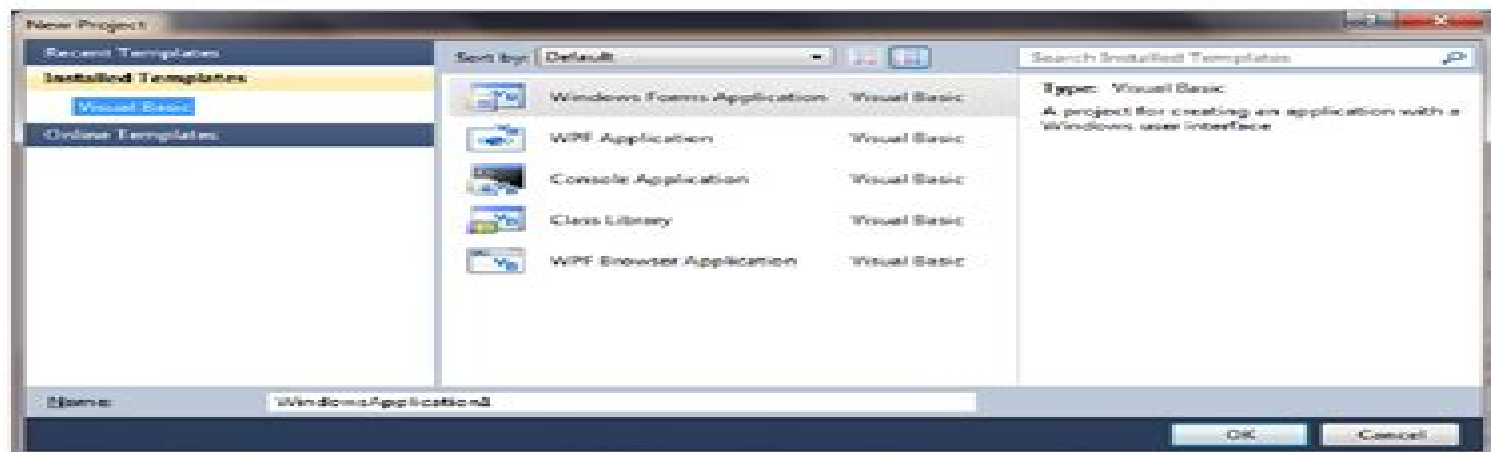 New Project
Recent Templates
Installed Templates
Visual Basic
Online Templates
Sort by: Default
Search Installed Templates
Windows Forms Application Visual Basic
WPF Application Visual Basic
Console Application Visual Basic
Class Library Visual Basic
WPF Browser Application Visual Basic
Type: Visual Basic
A project for creating an application with a
Windows user interface
Name:
OK
Cancel